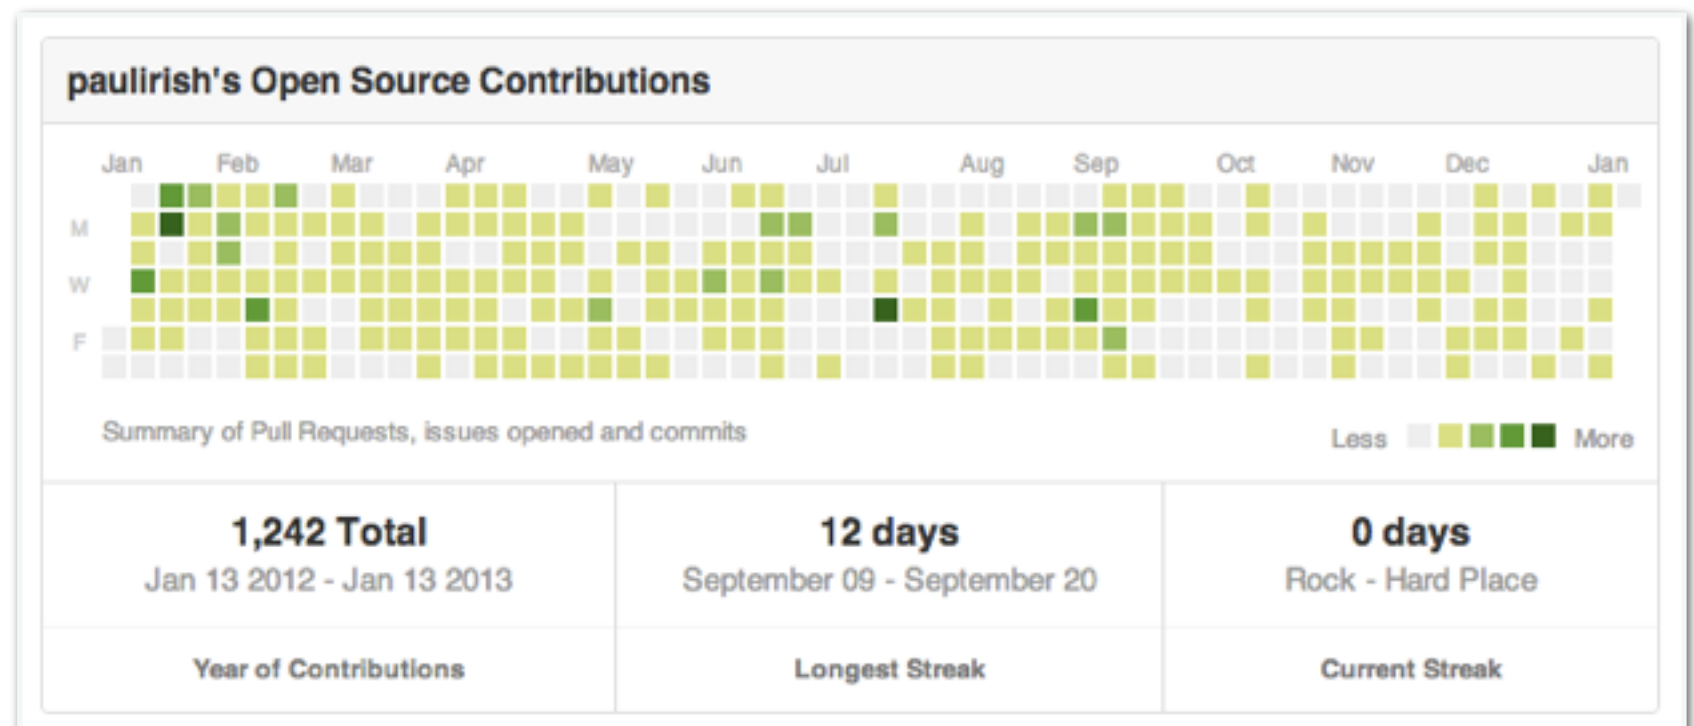 paulirish's Open Source Contributions
Jan Feb Mar Apr May Jun Jul Aug Sep Oct Nov Dec Jan
M
W
F
Summary of Pull Requests, issues opened and commits
Less More
1,242 Total
Jan 13 2012 - Jan 13 2013
Year of Contributions
12 days
September 09 - September 20
Longest Streak
0 days
Rock - Hard Place
Current Streak